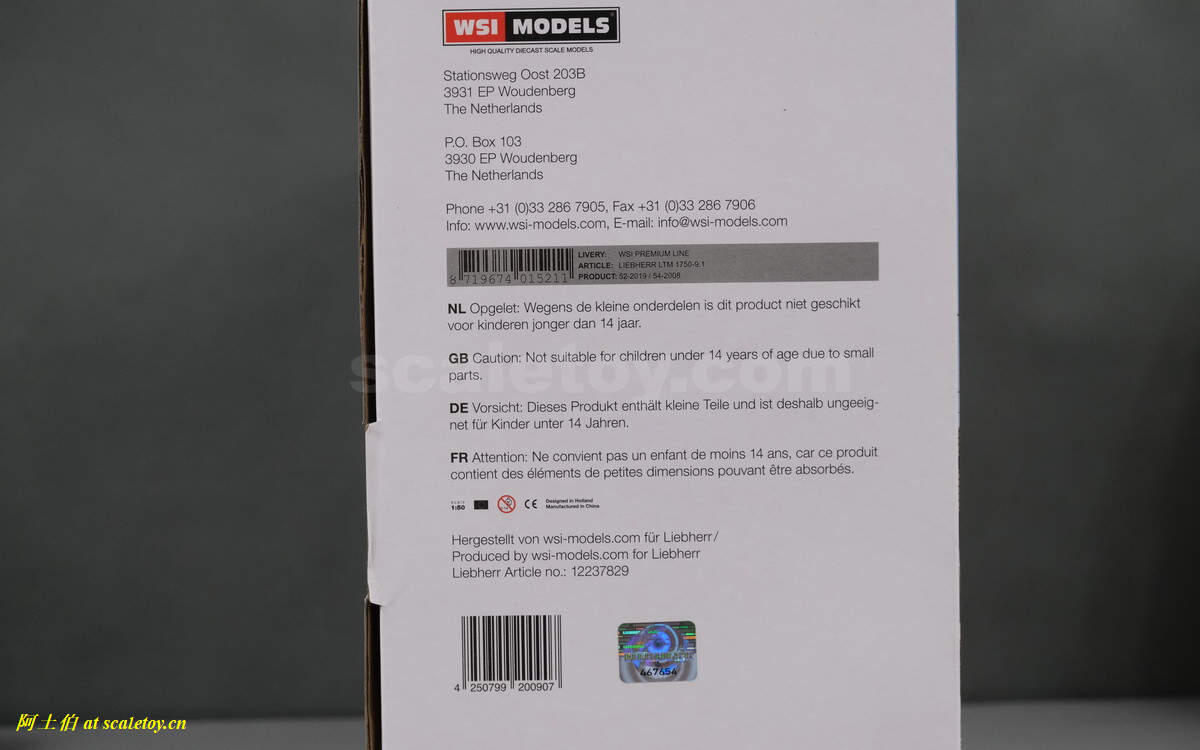 WSI MODELS
HIGH QUALITY DIECAST SCALE MODELS
Stationsweg Oost 203B
3931 EP Woudenberg
The Netherlands
P.O. Box 103
3930 EP Woudenberg
The Netherlands
Phone +31 (0)33 286 7905, Fax +31 (0)33 286 7906
Info: www.wsi-models.com, E-mail: info@wsi-models.com
LIVERY: WSI PREMIUM LINE
ARTICLE: LIEBHERR LTM 1750-9.1
PRODUCT: 52-2019 / 54-2008
8 719674 015211
NL Opgelet: Wegens de kleine onderdelen is dit product niet geschikt
voor kinderen jonger dan 14 jaar.
GB Caution: Not suitable for children under 14 years of age due to small
parts.
scaletoy.com
DE Vorsicht: Dieses Produkt enthält kleine Teile und ist deshalb ungeeig-
net für Kinder unter 14 Jahren.
FR Attention: Ne convient pas un enfant de moins 14 ans, car ce produit
contient des éléments de petites dimensions pouvant être absorbés.
SCALE
1:50
CE
Designed in Holland
Manufactured in China
Hergestellt von wsi-models.com für Liebherr/
Produced by wsi-models.com for Liebherr
Liebherr Article no.: 12237829
4 250799 200907
467654
阿土伯 at scaletoy.cn